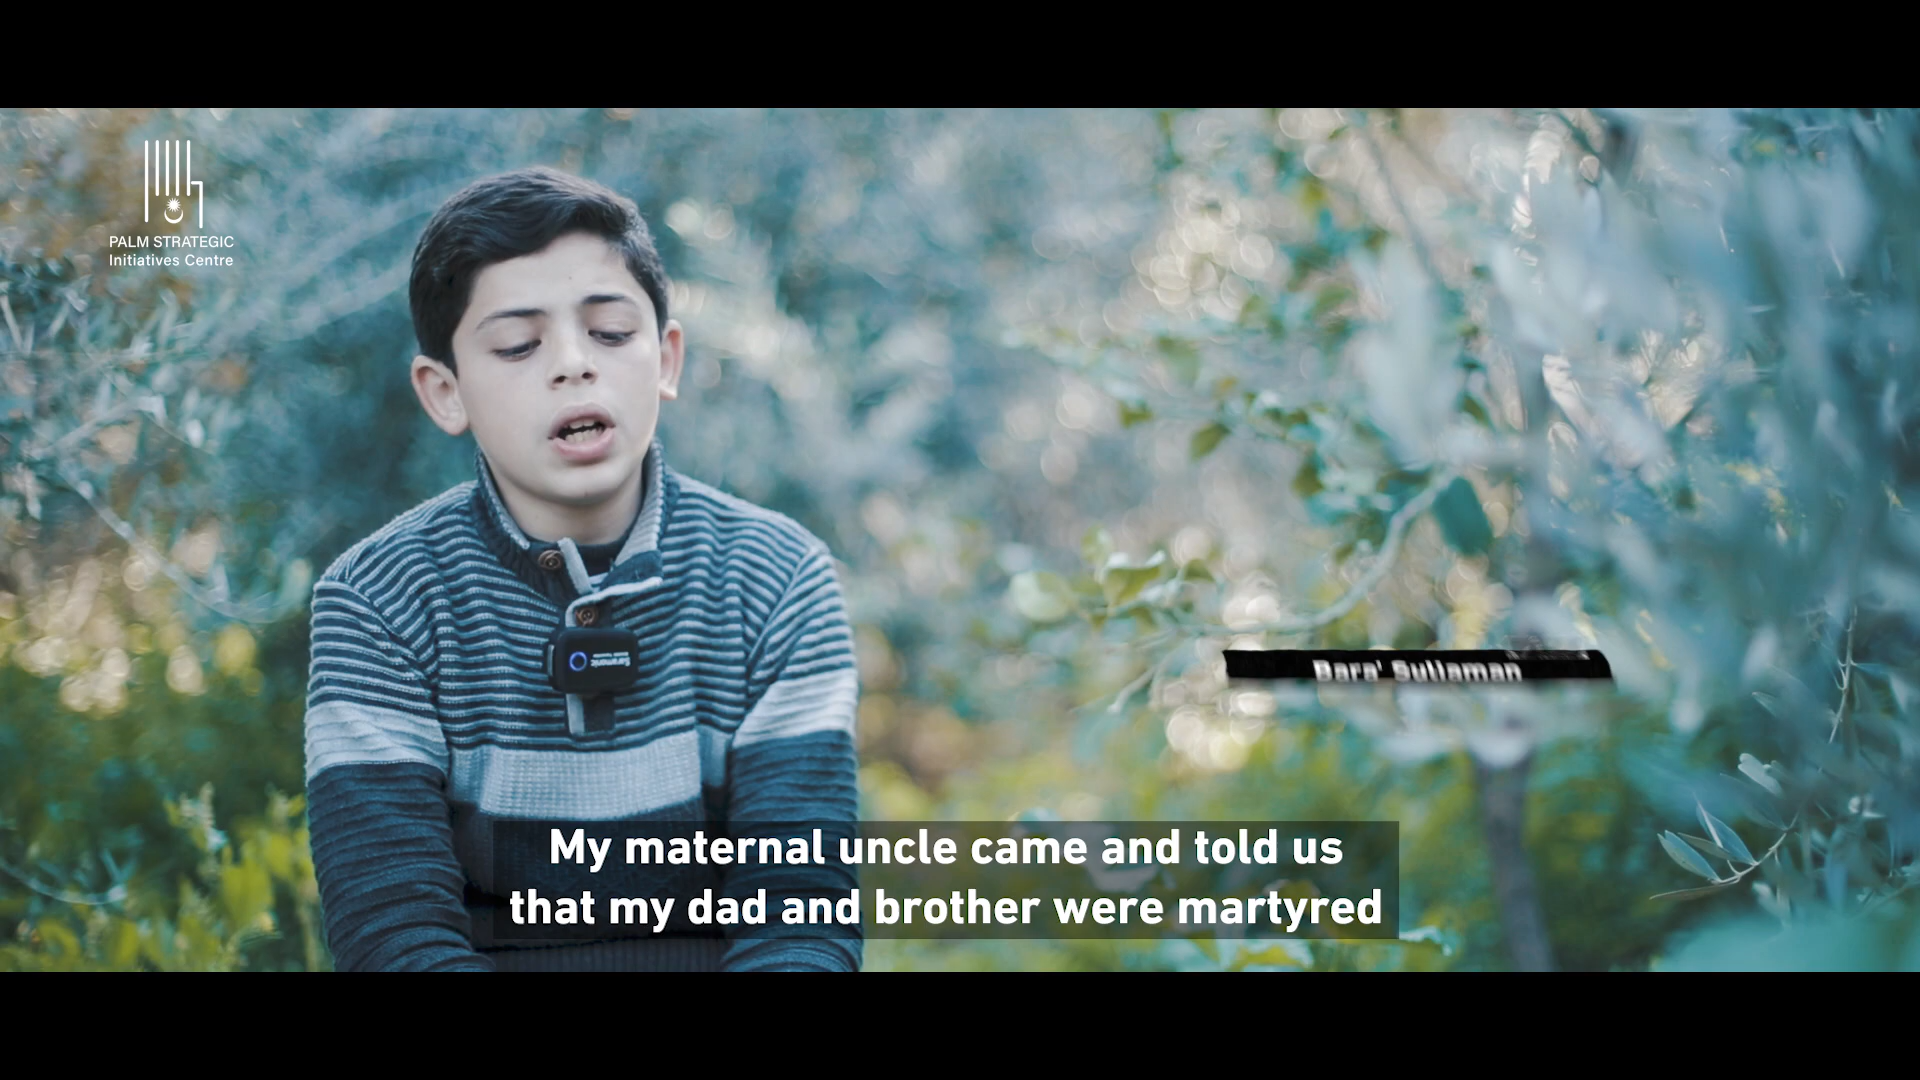 PALM STRATEGIC
Initiatives Centre
Bara' Suliaman
My maternal uncle came and told us
that my dad and brother were martyred